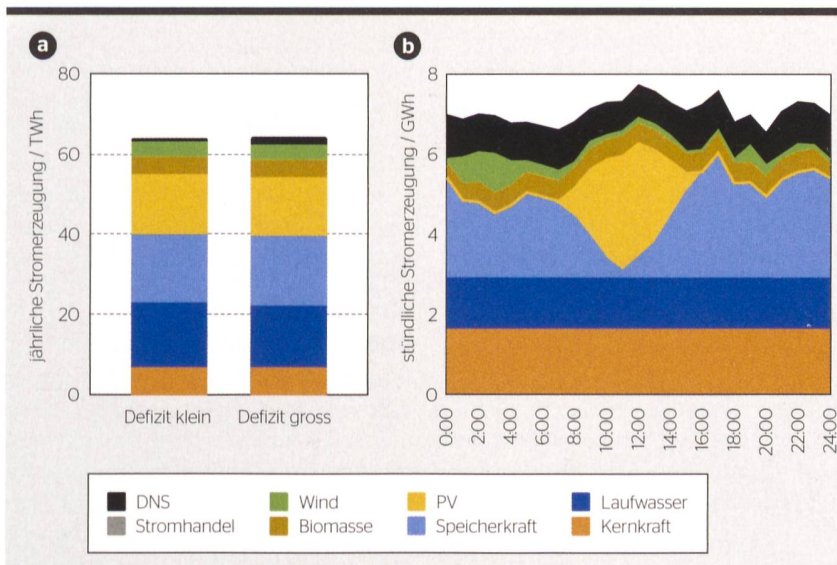 a
jährliche Stromerzeugung / TWh
80
60
40
20
0
Defizit klein
Defizit gross
b
stündliche Stromerzeugung / GWh
8
6
4
2
0
0:00
2:00
4:00
6:00
8:00
10:00
12:00
14:00
16:00
18:00
20:00
22:00
24:00
DNS Wind PV Laufwasser
Stromhandel Biomasse Speicherkraft Kernkraft